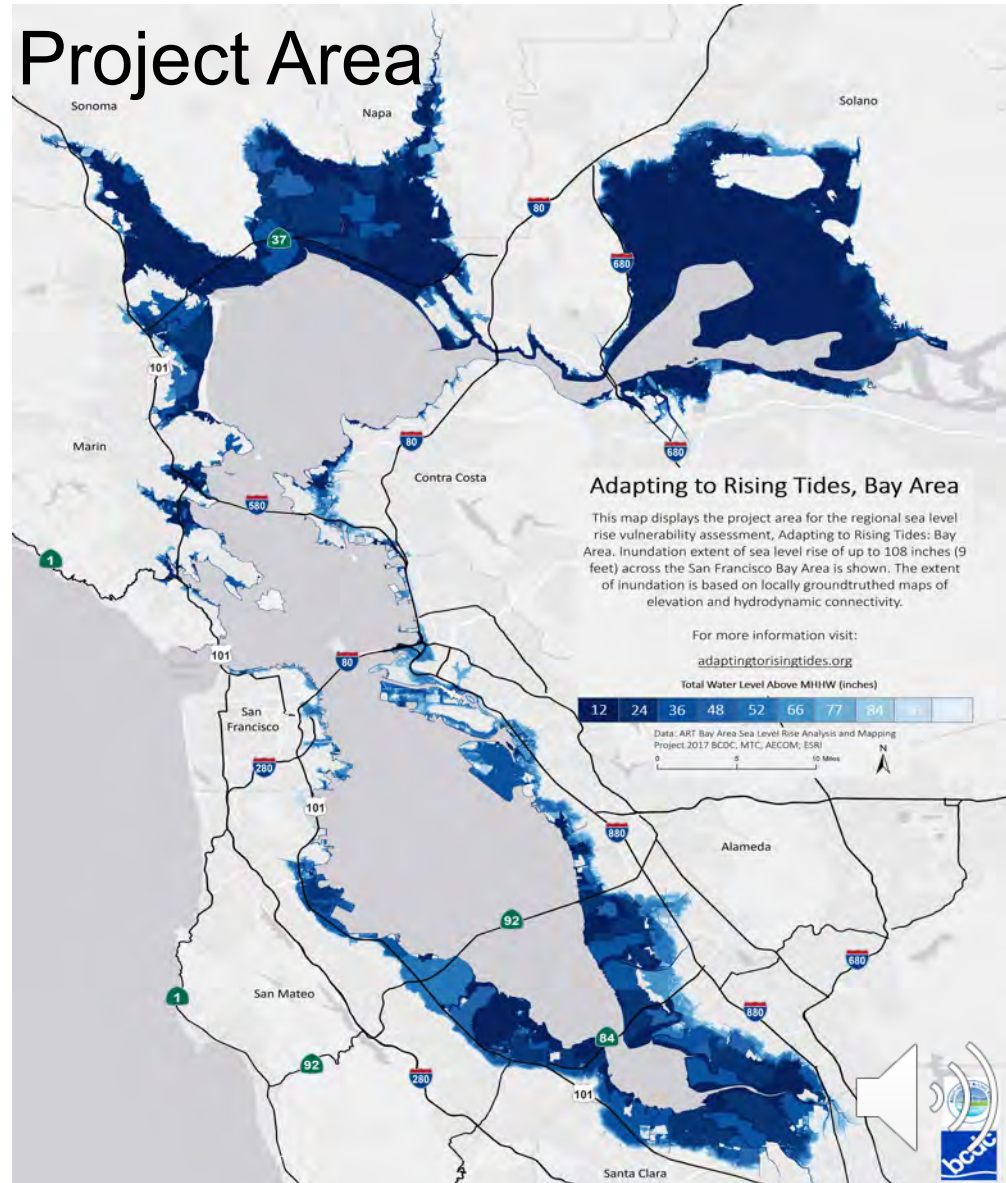 Project Area
Sonoma
Napa
Solano
80
37
680
101
Marin
80
Contra Costa
680
580
1
Adapting to Rising Tides, Bay Area
This map displays the project area for the regional sea level
rise vulnerability assessment, Adapting to Rising Tides: Bay
Area. Inundation extent of sea level rise of up to 108 inches (9
feet) across the San Francisco Bay Area is shown. The extent
of inundation is based on locally groundtruthed maps of
elevation and hydrodynamic connectivity.
For more information visit:
adaptingtorisingtides.org
Total Water Level Above MHHW (inches)
12 24 36 48 52 66 77 84
Data: ART Bay Area Sea Level Rise Analysis and Mapping
Project 2017 BCDC, MTC, AECOM; ESRI
N
0 5 10 Miles
101
80
San
Francisco
280
101
880
Alameda
92
680
1
San Mateo
880
84
92
280
101
Santa Clara
bcdc